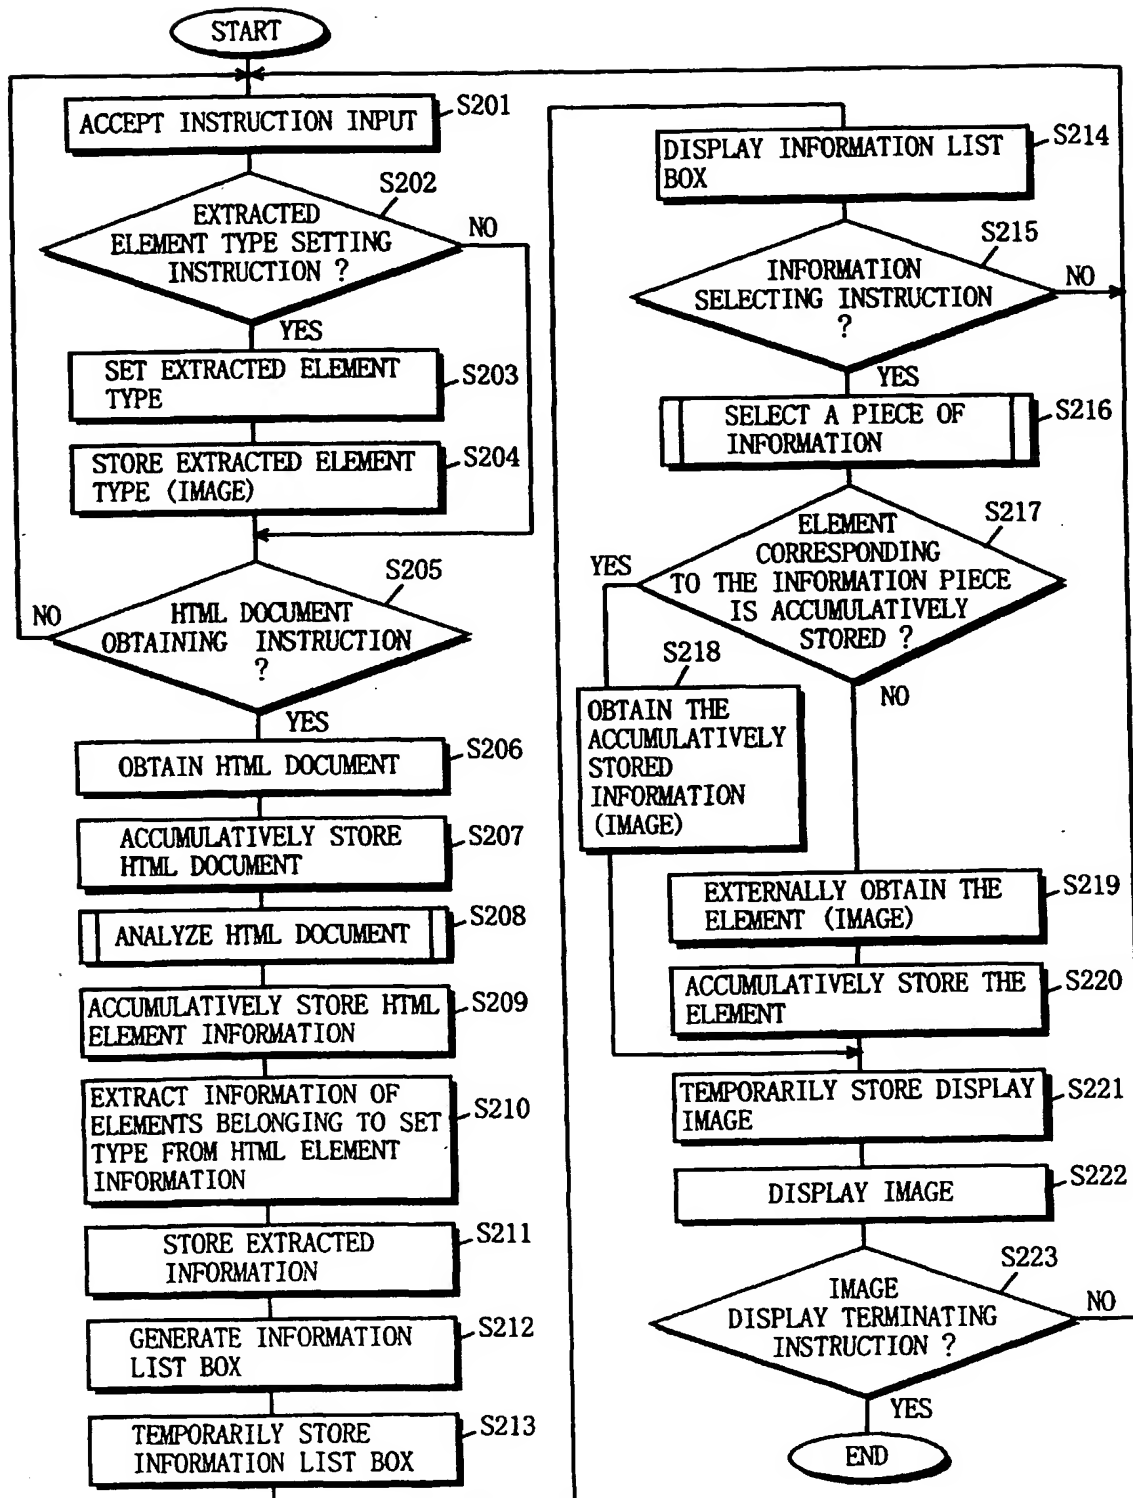 START
ACCEPT INSTRUCTION INPUT
S201
S202
EXTRACTED
ELEMENT TYPE SETTING
INSTRUCTION ?
NO
YES
SET EXTRACTED ELEMENT
TYPE
S203
STORE EXTRACTED ELEMENT
TYPE (IMAGE)
S204
S205
NO
HTML DOCUMENT
OBTAINING INSTRUCTION
?
YES
OBTAIN HTML DOCUMENT
S206
ACCUMULATIVELY STORE
HTML DOCUMENT
S207
ANALYZE HTML DOCUMENT
S208
ACCUMULATIVELY STORE HTML
ELEMENT INFORMATION
S209
EXTRACT INFORMATION OF
ELEMENTS BELONGING TO SET
TYPE FROM HTML ELEMENT
INFORMATION
S210
STORE EXTRACTED
INFORMATION
S211
GENERATE INFORMATION
LIST BOX
S212
TEMPORARILY STORE
INFORMATION LIST BOX
S213
DISPLAY INFORMATION LIST
BOX
S214
S215
INFORMATION
SELECTING INSTRUCTION
?
NO
YES
SELECT A PIECE OF
INFORMATION
S216
S217
ELEMENT
CORRESPONDING
TO THE INFORMATION PIECE
IS ACCUMULATIVELY
STORED ?
YES
NO
S218
OBTAIN THE
ACCUMULATIVELY
STORED
INFORMATION
(IMAGE)
EXTERNALLY OBTAIN THE
ELEMENT (IMAGE)
S219
ACCUMULATIVELY STORE THE
ELEMENT
S220
TEMPORARILY STORE DISPLAY
IMAGE
S221
DISPLAY IMAGE
S222
S223
IMAGE
DISPLAY TERMINATING
INSTRUCTION ?
NO
YES
END